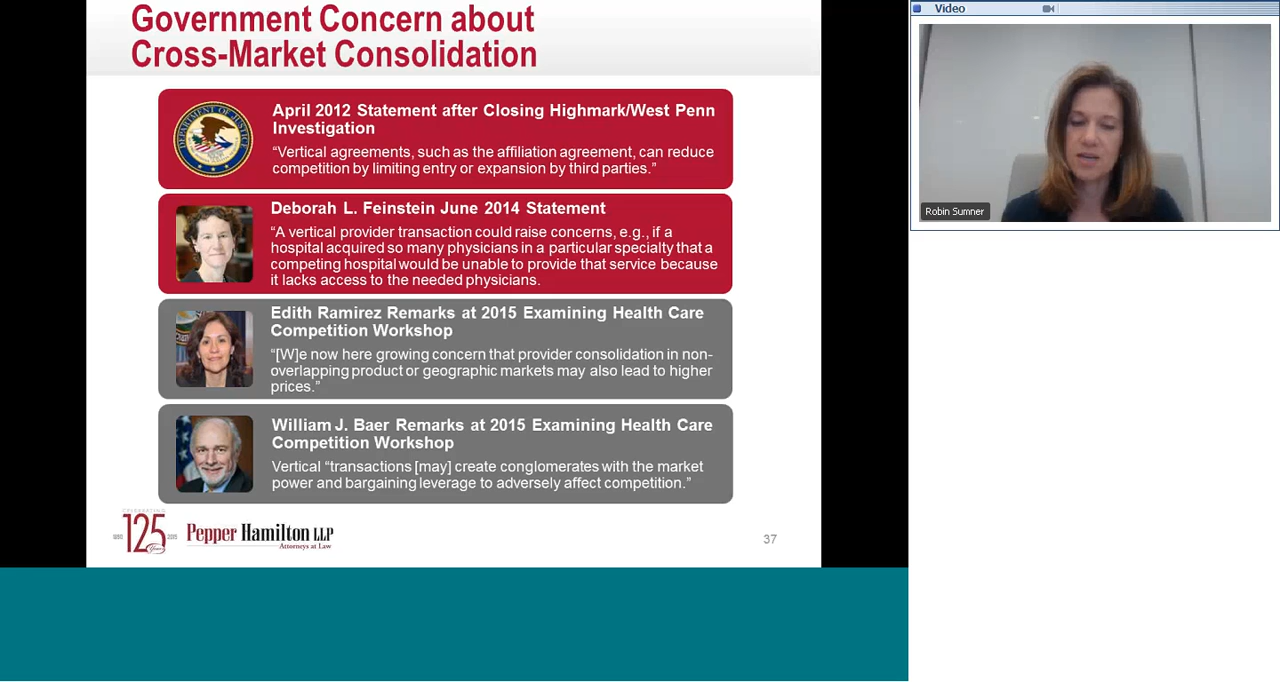 Government Concern about
Cross-Market Consolidation
April 2012 Statement after Closing Highmark/West Penn
Investigation
“Vertical agreements, such as the affiliation agreement, can reduce
competition by limiting entry or expansion by third parties.”
Deborah L. Feinstein June 2014 Statement
“A vertical provider transaction could raise concerns, e.g., if a
hospital acquired so many physicians in a particular specialty that a
competing hospital would be unable to provide that service because
it lacks access to the needed physicians.
Edith Ramirez Remarks at 2015 Examining Health Care
Competition Workshop
“[W]e now here growing concern that provider consolidation in non-
overlapping product or geographic markets may also lead to higher
prices.”
William J. Baer Remarks at 2015 Examining Health Care
Competition Workshop
Vertical “transactions [may] create conglomerates with the market
power and bargaining leverage to adversely affect competition.”
CELEBRATING
125
Years
Pepper Hamilton LLP
Attorneys at Law
37
Video
Robin Sumner